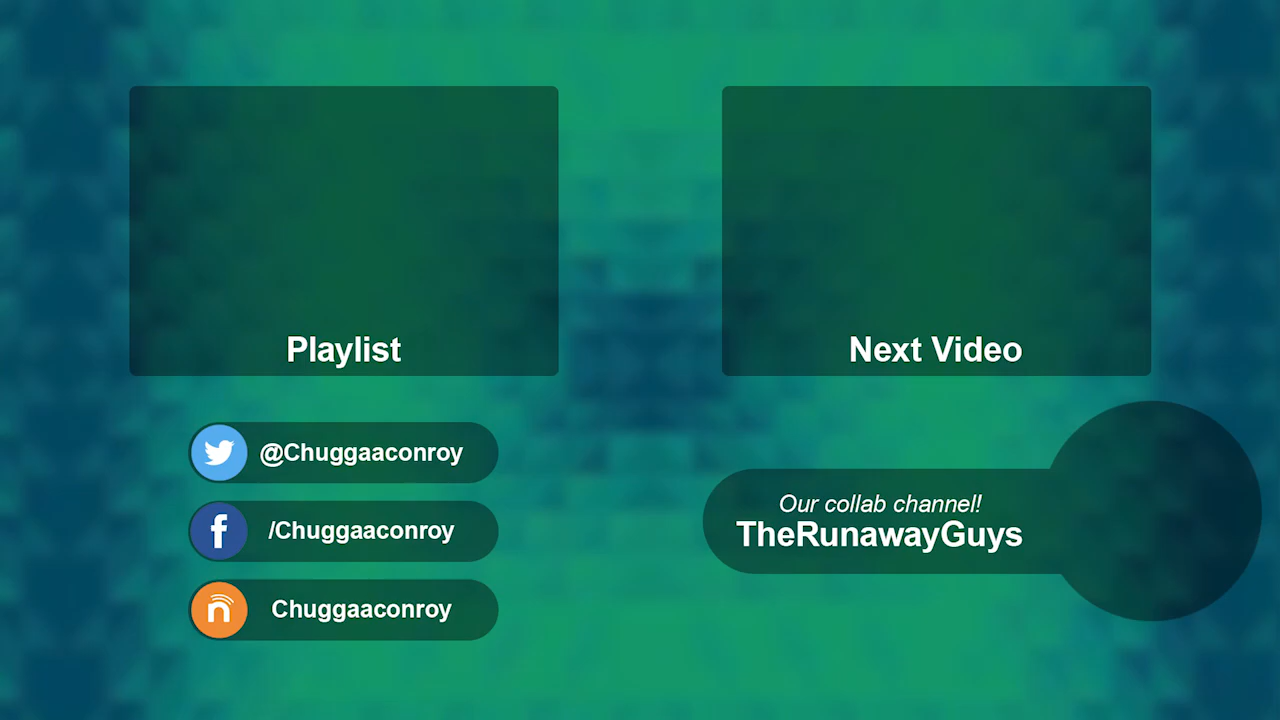 Playlist
Next Video
@Chuggaaconroy
/Chuggaaconroy
Chuggaaconroy
Our collab channel!
TheRunawayGuys